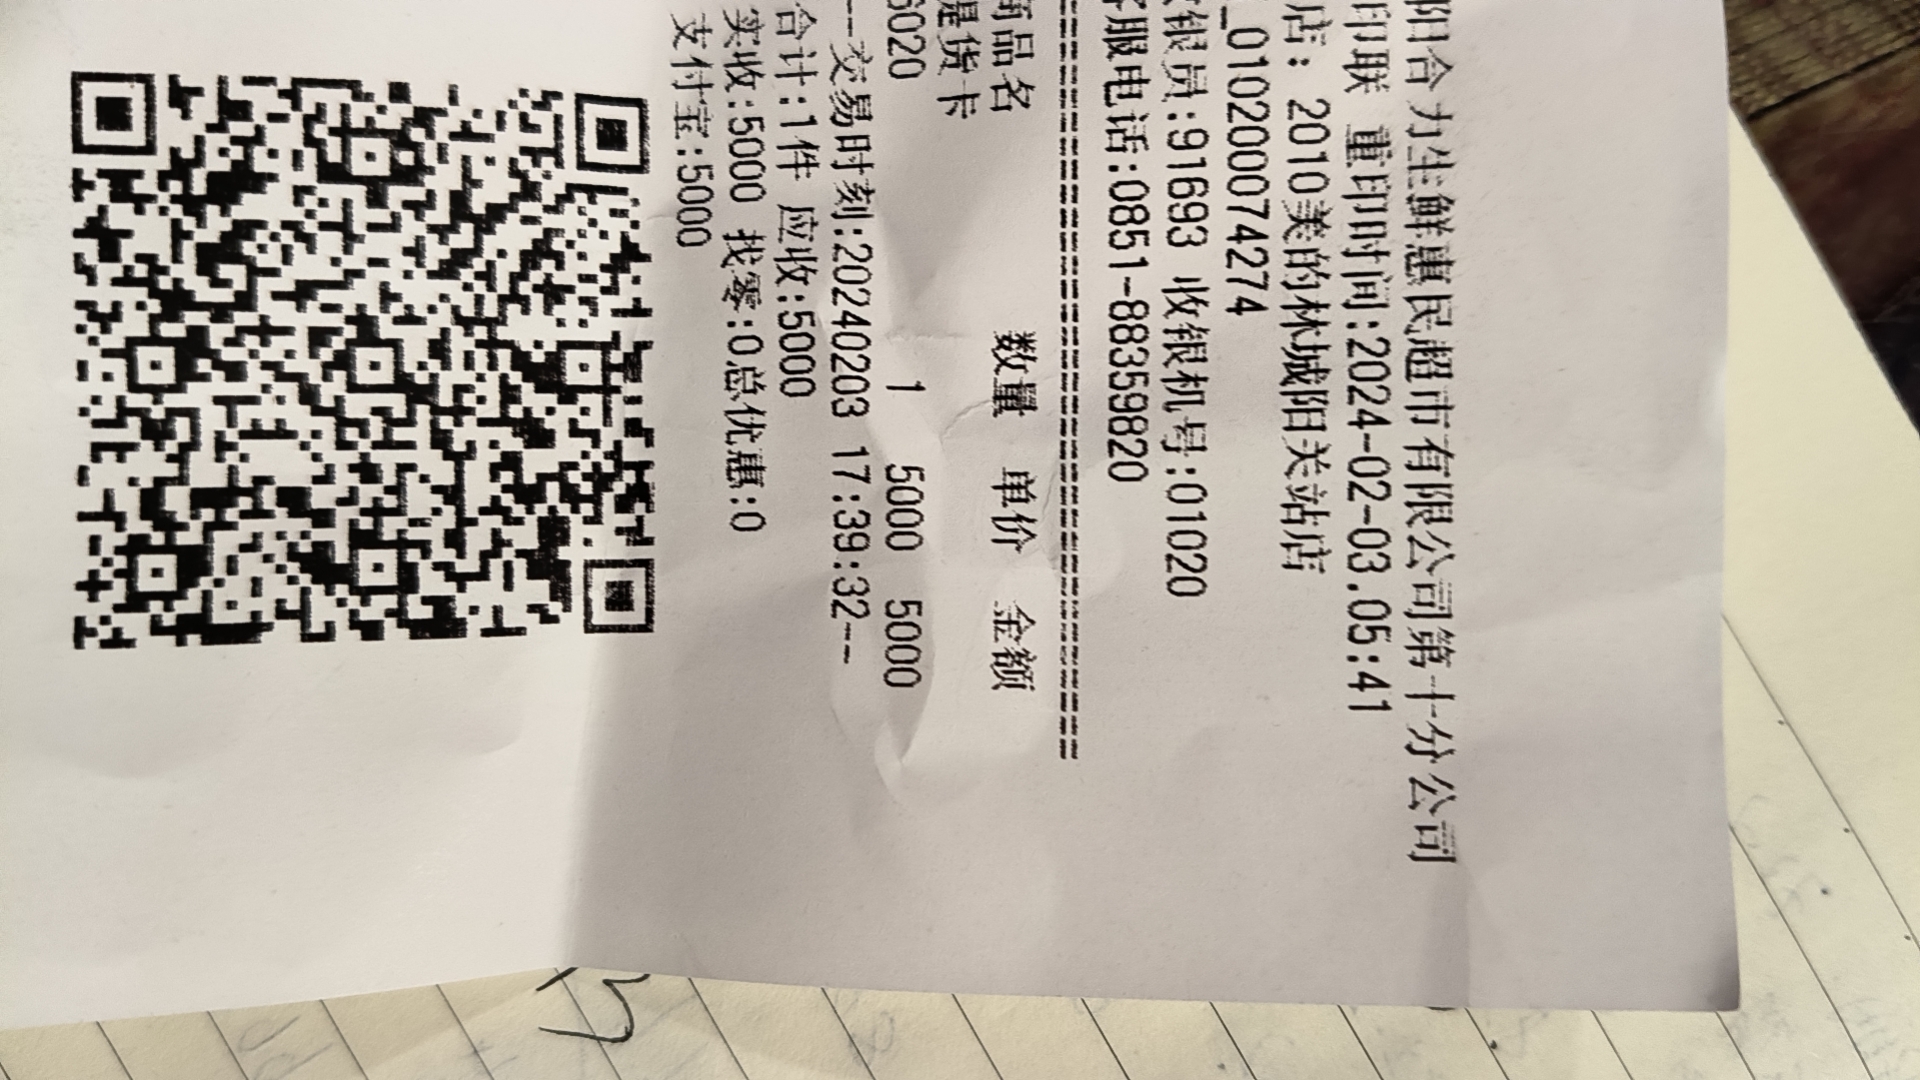 阳合力生鲜惠民超市有限公司第十分公司
印联 重印时间:2024-02-03.05:41
店: 2010美的林城阳关站店
_010200074274
银员:91693 收银机号:01020
服电话:0851-88359820
================================
商品名 数量 单价 金额
提货卡
6020 1 5000 5000
--交易时刻:20240203 17:39:32--
合计:1件 应收:5000
实收:5000 找零:0总优惠:0
支付宝:5000